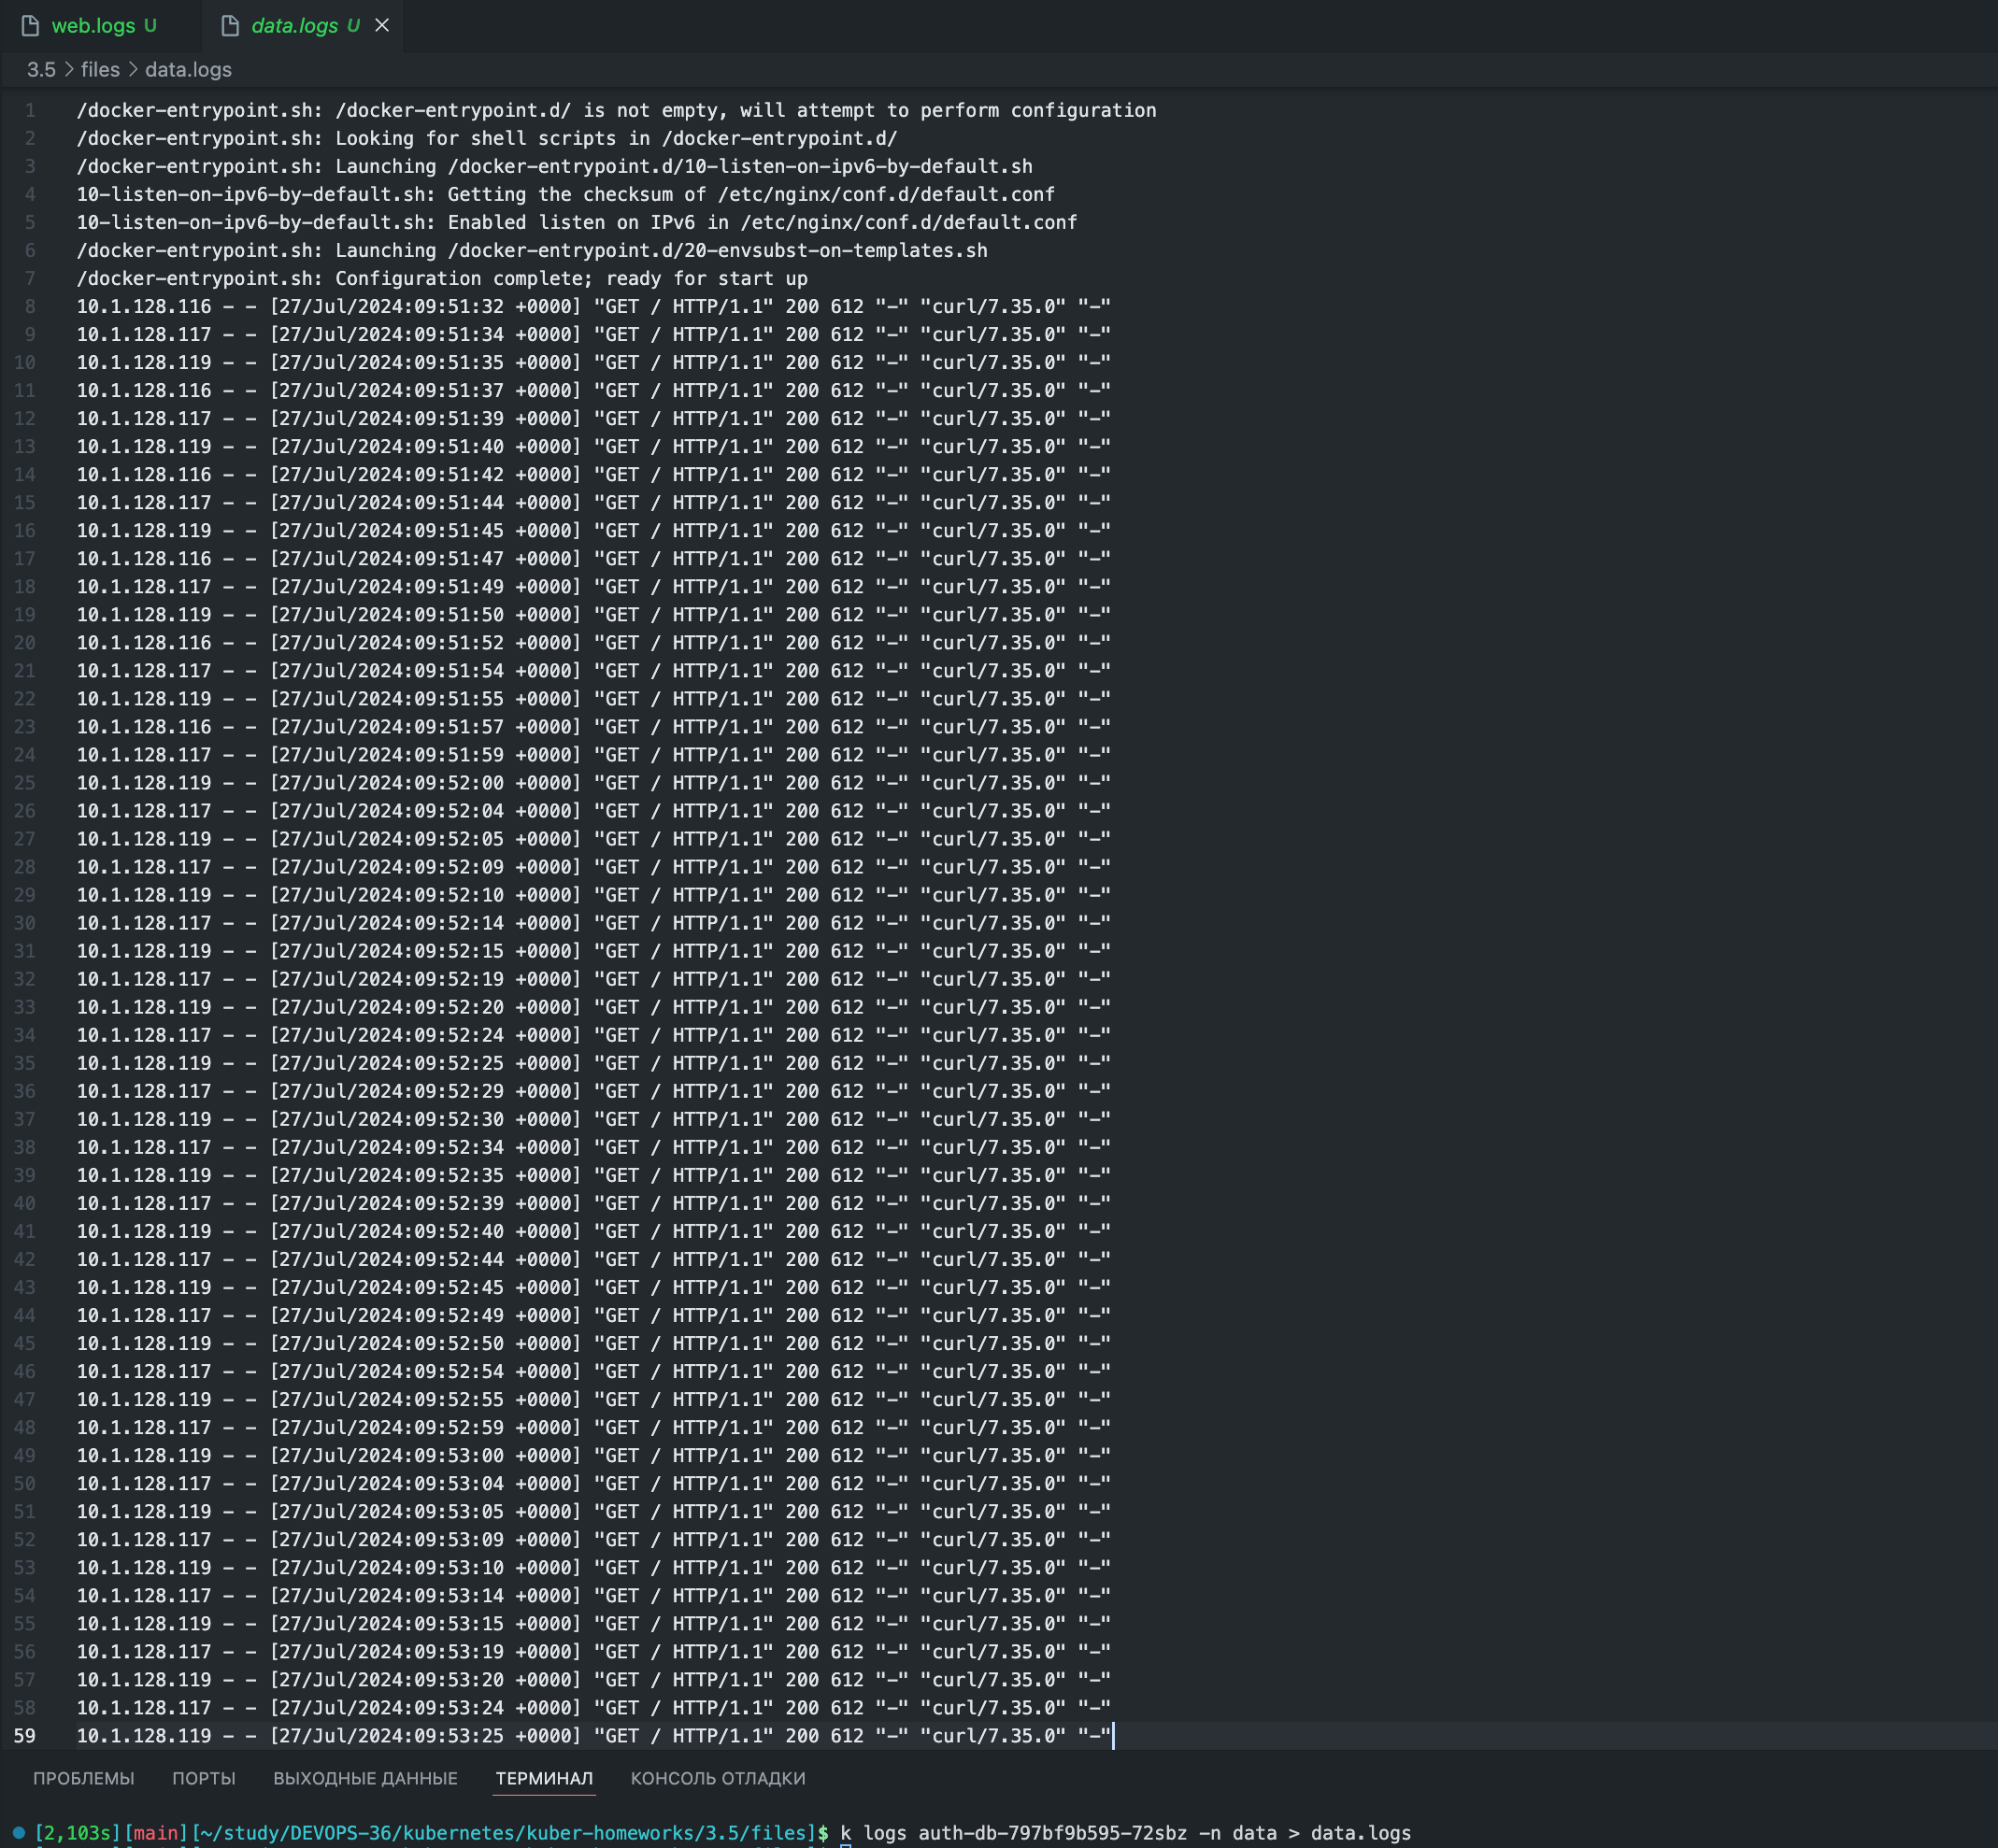 web.logs U data.logs U
3.5 > files > data.logs
1 /docker-entrypoint.sh: /docker-entrypoint.d/ is not empty, will attempt to perform configuration
2 /docker-entrypoint.sh: Looking for shell scripts in /docker-entrypoint.d/
3 /docker-entrypoint.sh: Launching /docker-entrypoint.d/10-listen-on-ipv6-by-default.sh
4 10-listen-on-ipv6-by-default.sh: Getting the checksum of /etc/nginx/conf.d/default.conf
5 10-listen-on-ipv6-by-default.sh: Enabled listen on IPv6 in /etc/nginx/conf.d/default.conf
6 /docker-entrypoint.sh: Launching /docker-entrypoint.d/20-envsubst-on-templates.sh
7 /docker-entrypoint.sh: Configuration complete; ready for start up
8 10.1.128.116 - - [27/Jul/2024:09:51:32 +0000] "GET / HTTP/1.1" 200 612 "-" "curl/7.35.0" "-"
9 10.1.128.117 - - [27/Jul/2024:09:51:34 +0000] "GET / HTTP/1.1" 200 612 "-" "curl/7.35.0" "-"
10 10.1.128.119 - - [27/Jul/2024:09:51:35 +0000] "GET / HTTP/1.1" 200 612 "-" "curl/7.35.0" "-"
11 10.1.128.116 - - [27/Jul/2024:09:51:37 +0000] "GET / HTTP/1.1" 200 612 "-" "curl/7.35.0" "-"
12 10.1.128.117 - - [27/Jul/2024:09:51:39 +0000] "GET / HTTP/1.1" 200 612 "-" "curl/7.35.0" "-"
13 10.1.128.119 - - [27/Jul/2024:09:51:40 +0000] "GET / HTTP/1.1" 200 612 "-" "curl/7.35.0" "-"
14 10.1.128.116 - - [27/Jul/2024:09:51:42 +0000] "GET / HTTP/1.1" 200 612 "-" "curl/7.35.0" "-"
15 10.1.128.117 - - [27/Jul/2024:09:51:44 +0000] "GET / HTTP/1.1" 200 612 "-" "curl/7.35.0" "-"
16 10.1.128.119 - - [27/Jul/2024:09:51:45 +0000] "GET / HTTP/1.1" 200 612 "-" "curl/7.35.0" "-"
17 10.1.128.116 - - [27/Jul/2024:09:51:47 +0000] "GET / HTTP/1.1" 200 612 "-" "curl/7.35.0" "-"
18 10.1.128.117 - - [27/Jul/2024:09:51:49 +0000] "GET / HTTP/1.1" 200 612 "-" "curl/7.35.0" "-"
19 10.1.128.119 - - [27/Jul/2024:09:51:50 +0000] "GET / HTTP/1.1" 200 612 "-" "curl/7.35.0" "-"
20 10.1.128.116 - - [27/Jul/2024:09:51:52 +0000] "GET / HTTP/1.1" 200 612 "-" "curl/7.35.0" "-"
21 10.1.128.117 - - [27/Jul/2024:09:51:54 +0000] "GET / HTTP/1.1" 200 612 "-" "curl/7.35.0" "-"
22 10.1.128.119 - - [27/Jul/2024:09:51:55 +0000] "GET / HTTP/1.1" 200 612 "-" "curl/7.35.0" "-"
23 10.1.128.116 - - [27/Jul/2024:09:51:57 +0000] "GET / HTTP/1.1" 200 612 "-" "curl/7.35.0" "-"
24 10.1.128.117 - - [27/Jul/2024:09:51:59 +0000] "GET / HTTP/1.1" 200 612 "-" "curl/7.35.0" "-"
25 10.1.128.119 - - [27/Jul/2024:09:52:00 +0000] "GET / HTTP/1.1" 200 612 "-" "curl/7.35.0" "-"
26 10.1.128.117 - - [27/Jul/2024:09:52:04 +0000] "GET / HTTP/1.1" 200 612 "-" "curl/7.35.0" "-"
27 10.1.128.119 - - [27/Jul/2024:09:52:05 +0000] "GET / HTTP/1.1" 200 612 "-" "curl/7.35.0" "-"
28 10.1.128.117 - - [27/Jul/2024:09:52:09 +0000] "GET / HTTP/1.1" 200 612 "-" "curl/7.35.0" "-"
29 10.1.128.119 - - [27/Jul/2024:09:52:10 +0000] "GET / HTTP/1.1" 200 612 "-" "curl/7.35.0" "-"
30 10.1.128.117 - - [27/Jul/2024:09:52:14 +0000] "GET / HTTP/1.1" 200 612 "-" "curl/7.35.0" "-"
31 10.1.128.119 - - [27/Jul/2024:09:52:15 +0000] "GET / HTTP/1.1" 200 612 "-" "curl/7.35.0" "-"
32 10.1.128.117 - - [27/Jul/2024:09:52:19 +0000] "GET / HTTP/1.1" 200 612 "-" "curl/7.35.0" "-"
33 10.1.128.119 - - [27/Jul/2024:09:52:20 +0000] "GET / HTTP/1.1" 200 612 "-" "curl/7.35.0" "-"
34 10.1.128.117 - - [27/Jul/2024:09:52:24 +0000] "GET / HTTP/1.1" 200 612 "-" "curl/7.35.0" "-"
35 10.1.128.119 - - [27/Jul/2024:09:52:25 +0000] "GET / HTTP/1.1" 200 612 "-" "curl/7.35.0" "-"
36 10.1.128.117 - - [27/Jul/2024:09:52:29 +0000] "GET / HTTP/1.1" 200 612 "-" "curl/7.35.0" "-"
37 10.1.128.119 - - [27/Jul/2024:09:52:30 +0000] "GET / HTTP/1.1" 200 612 "-" "curl/7.35.0" "-"
38 10.1.128.117 - - [27/Jul/2024:09:52:34 +0000] "GET / HTTP/1.1" 200 612 "-" "curl/7.35.0" "-"
39 10.1.128.119 - - [27/Jul/2024:09:52:35 +0000] "GET / HTTP/1.1" 200 612 "-" "curl/7.35.0" "-"
40 10.1.128.117 - - [27/Jul/2024:09:52:39 +0000] "GET / HTTP/1.1" 200 612 "-" "curl/7.35.0" "-"
41 10.1.128.119 - - [27/Jul/2024:09:52:40 +0000] "GET / HTTP/1.1" 200 612 "-" "curl/7.35.0" "-"
42 10.1.128.117 - - [27/Jul/2024:09:52:44 +0000] "GET / HTTP/1.1" 200 612 "-" "curl/7.35.0" "-"
43 10.1.128.119 - - [27/Jul/2024:09:52:45 +0000] "GET / HTTP/1.1" 200 612 "-" "curl/7.35.0" "-"
44 10.1.128.117 - - [27/Jul/2024:09:52:49 +0000] "GET / HTTP/1.1" 200 612 "-" "curl/7.35.0" "-"
45 10.1.128.119 - - [27/Jul/2024:09:52:50 +0000] "GET / HTTP/1.1" 200 612 "-" "curl/7.35.0" "-"
46 10.1.128.117 - - [27/Jul/2024:09:52:54 +0000] "GET / HTTP/1.1" 200 612 "-" "curl/7.35.0" "-"
47 10.1.128.119 - - [27/Jul/2024:09:52:55 +0000] "GET / HTTP/1.1" 200 612 "-" "curl/7.35.0" "-"
48 10.1.128.117 - - [27/Jul/2024:09:52:59 +0000] "GET / HTTP/1.1" 200 612 "-" "curl/7.35.0" "-"
49 10.1.128.119 - - [27/Jul/2024:09:53:00 +0000] "GET / HTTP/1.1" 200 612 "-" "curl/7.35.0" "-"
50 10.1.128.117 - - [27/Jul/2024:09:53:04 +0000] "GET / HTTP/1.1" 200 612 "-" "curl/7.35.0" "-"
51 10.1.128.119 - - [27/Jul/2024:09:53:05 +0000] "GET / HTTP/1.1" 200 612 "-" "curl/7.35.0" "-"
52 10.1.128.117 - - [27/Jul/2024:09:53:09 +0000] "GET / HTTP/1.1" 200 612 "-" "curl/7.35.0" "-"
53 10.1.128.119 - - [27/Jul/2024:09:53:10 +0000] "GET / HTTP/1.1" 200 612 "-" "curl/7.35.0" "-"
54 10.1.128.117 - - [27/Jul/2024:09:53:14 +0000] "GET / HTTP/1.1" 200 612 "-" "curl/7.35.0" "-"
55 10.1.128.119 - - [27/Jul/2024:09:53:15 +0000] "GET / HTTP/1.1" 200 612 "-" "curl/7.35.0" "-"
56 10.1.128.117 - - [27/Jul/2024:09:53:19 +0000] "GET / HTTP/1.1" 200 612 "-" "curl/7.35.0" "-"
57 10.1.128.119 - - [27/Jul/2024:09:53:20 +0000] "GET / HTTP/1.1" 200 612 "-" "curl/7.35.0" "-"
58 10.1.128.117 - - [27/Jul/2024:09:53:24 +0000] "GET / HTTP/1.1" 200 612 "-" "curl/7.35.0" "-"
59 10.1.128.119 - - [27/Jul/2024:09:53:25 +0000] "GET / HTTP/1.1" 200 612 "-" "curl/7.35.0" "-"
ПРОБЛЕМЫ ПОРТЫ ВЫХОДНЫЕ ДАННЫЕ ТЕРМИНАЛ КОНСОЛЬ ОТЛАДКИ
[2,103s][main][~/study/DEVOPS-36/kubernetes/kuber-homeworks/3.5/files]$ k logs auth-db-797bf9b595-72sbz -n data > data.logs